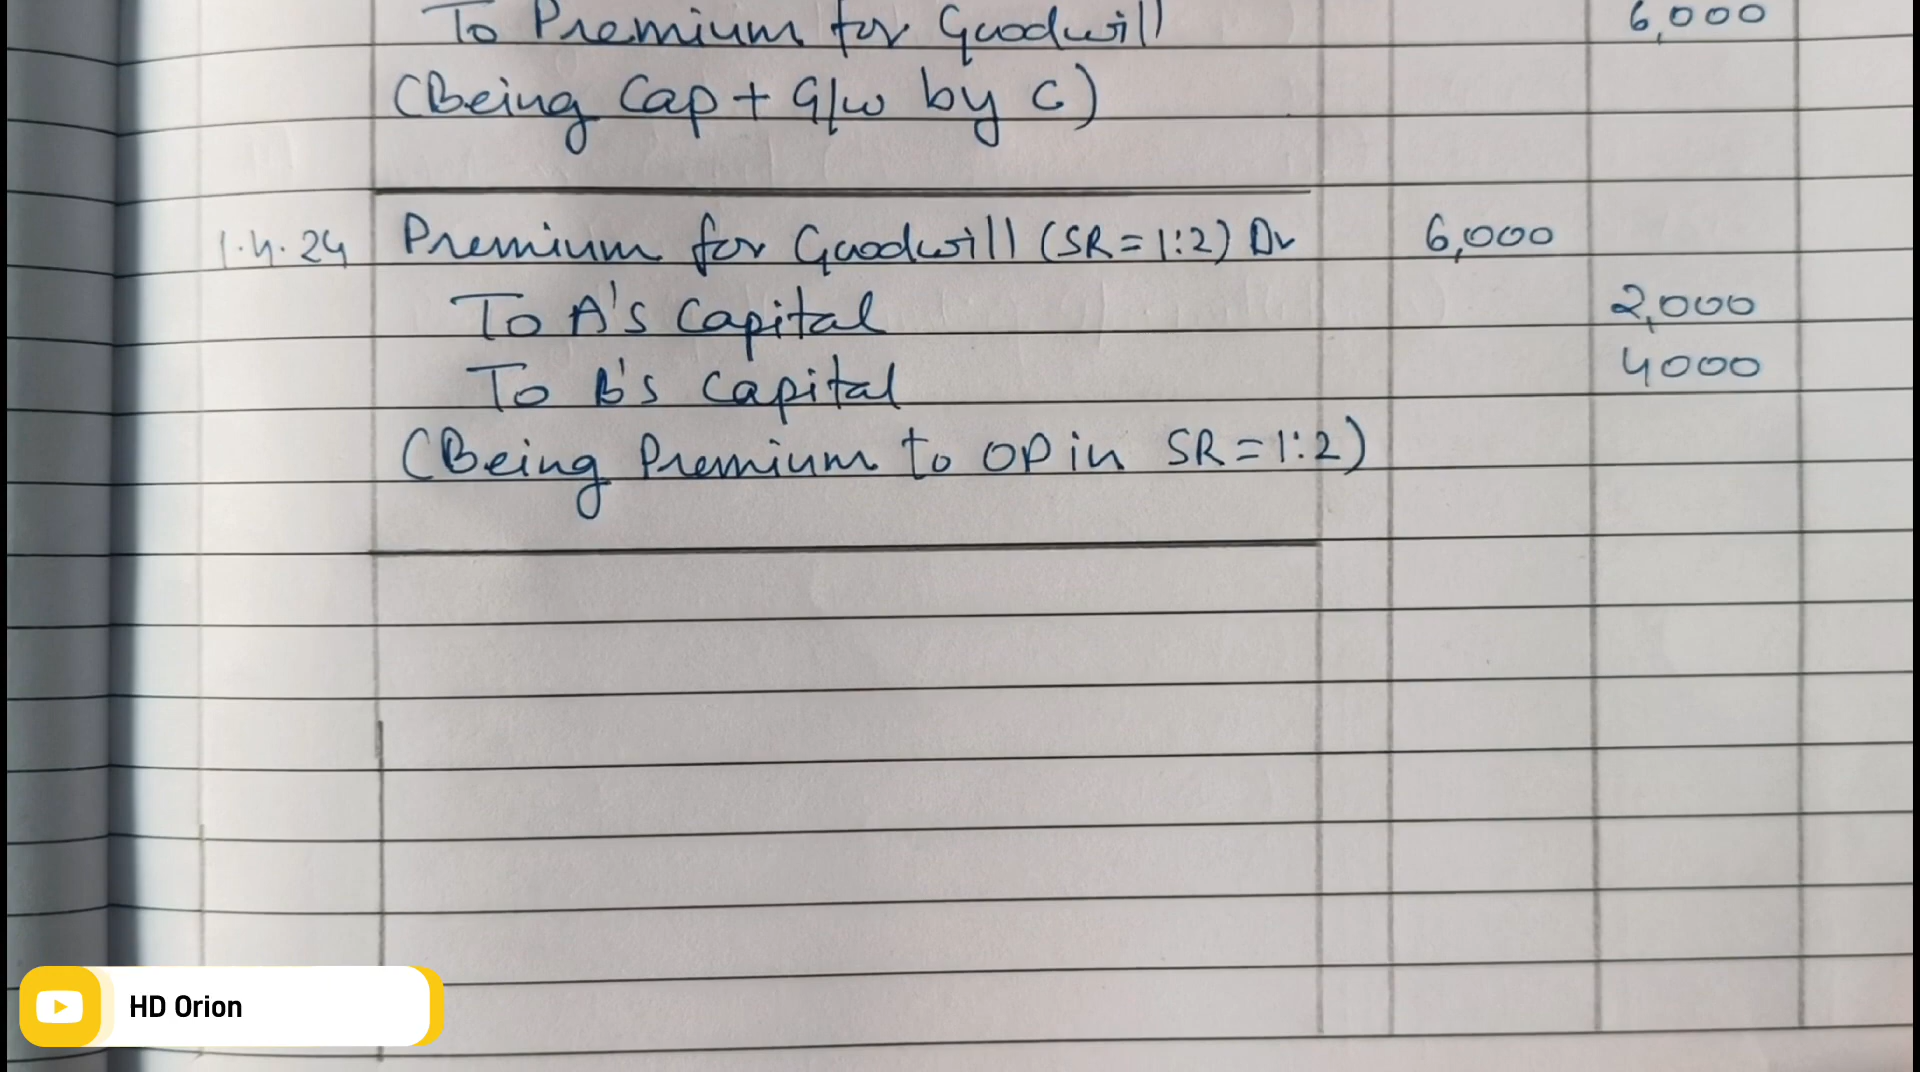 To Premium for Goodwill 6,000
(Being Cap + G/w by C)
1.4.24 Premium for Goodwill (SR = 1:2) Dr 6,000
To A's Capital 2,000
To B's Capital 4000
(Being Premium to OP in SR = 1:2)
HD Orion